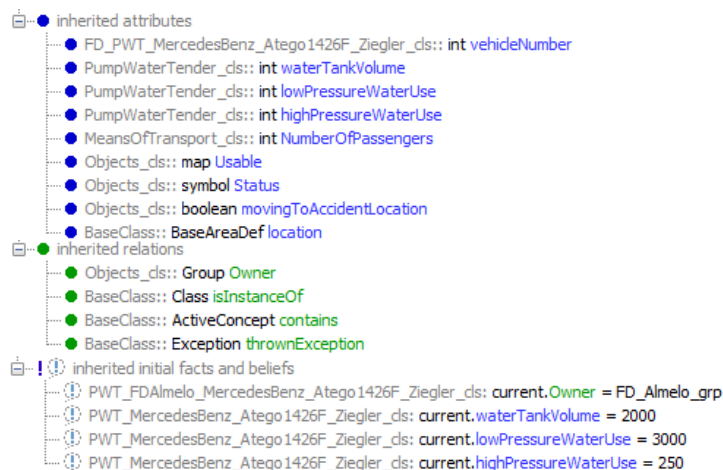 inherited attributes
FD_PWT_MercedesBenz_Atego1426F_Ziegler_cls:: int vehicleNumber
PumpWaterTender_cls:: int waterTankVolume
PumpWaterTender_cls:: int lowPressureWaterUse
PumpWaterTender_cls:: int highPressureWaterUse
MeansOfTransport_cls:: int NumberOfPassengers
Objects_cls:: map Usable
Objects_cls:: symbol Status
Objects_cls:: boolean movingToAccidentLocation
BaseClass:: BaseAreaDef location
inherited relations
Objects_cls:: Group Owner
BaseClass:: Class isInstanceOf
BaseClass:: ActiveConcept contains
BaseClass:: Exception thrownException
inherited initial facts and beliefs
PWT_FDAlmelo_MercedesBenz_Atego1426F_Ziegler_cls: current.Owner = FD_Almelo_grp
PWT_MercedesBenz_Atego1426F_Ziegler_cls: current.waterTankVolume = 2000
PWT_MercedesBenz_Atego1426F_Ziegler_cls: current.lowPressureWaterUse = 3000
PWT_MercedesBenz_Atego1426F_Ziegler_cls: current.highPressureWaterUse = 250